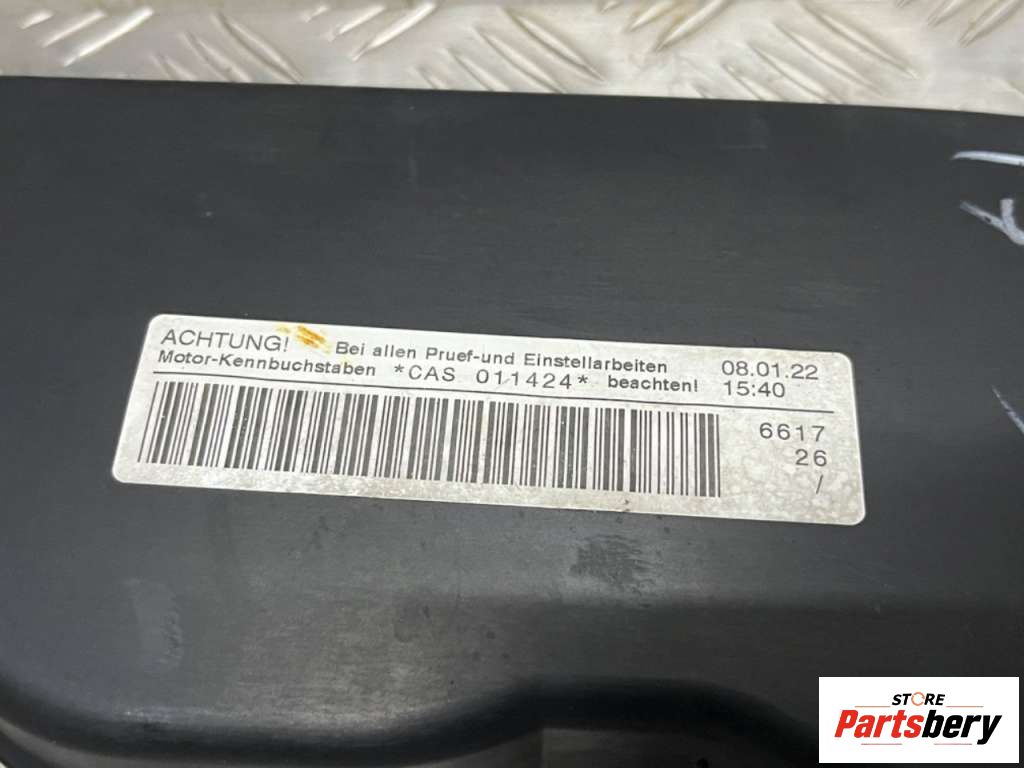 ACHTUNG! Bei allen Pruef-und Einstellarbeiten
Motor-Kennbuchstaben *CAS 011424* beachten!
08.01.22
15:40
6617
26
/
STORE
Partsbery